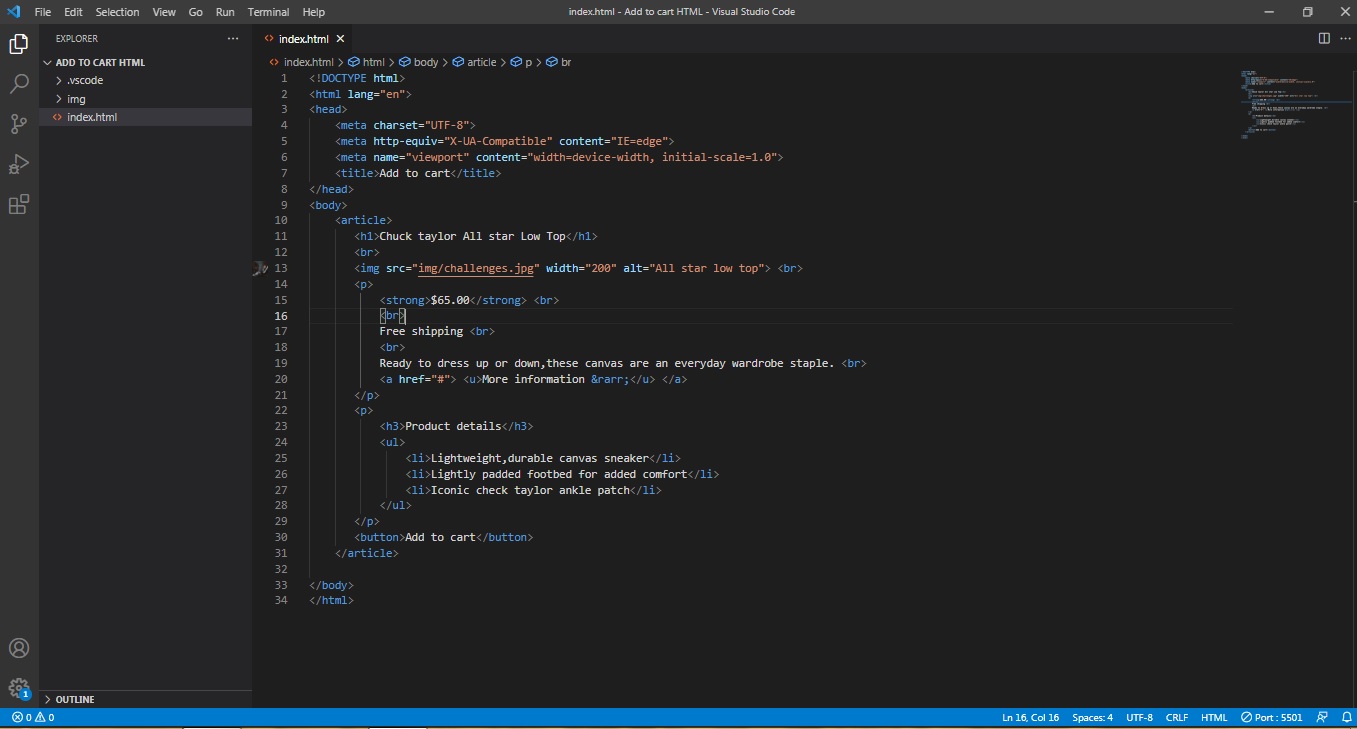 File Edit Selection View Go Run Terminal Help index.html - Add to cart HTML - Visual Studio Code
EXPLORER
ADD TO CART HTML
.vscode
img
index.html
index.html
index.html > html > body > article > p > br
1 <!DOCTYPE html>
2 <html lang="en">
3 <head>
4 <meta charset="UTF-8">
5 <meta http-equiv="X-UA-Compatible" content="IE=edge">
6 <meta name="viewport" content="width=device-width, initial-scale=1.0">
7 <title>Add to cart</title>
8 </head>
9 <body>
10 <article>
11 <h1>Chuck taylor All star Low Top</h1>
12 <br>
13 <img src="img/challenges.jpg" width="200" alt="All star low top"> <br>
14 <p>
15 <strong>$65.00</strong> <br>
16 <br>
17 Free shipping <br>
18 <br>
19 Ready to dress up or down,these canvas are an everyday wardrobe staple. <br>
20 <a href="#"> <u>More information &rarr;</u> </a>
21 </p>
22 <p>
23 <h3>Product details</h3>
24 <ul>
25 <li>Lightweight,durable canvas sneaker</li>
26 <li>Lightly padded footbed for added comfort</li>
27 <li>Iconic check taylor ankle patch</li>
28 </ul>
29 </p>
30 <button>Add to cart</button>
31 </article>
32
33 </body>
34 </html>
1
OUTLINE
0 0 Ln 16, Col 16 Spaces: 4 UTF-8 CRLF HTML Port : 5501